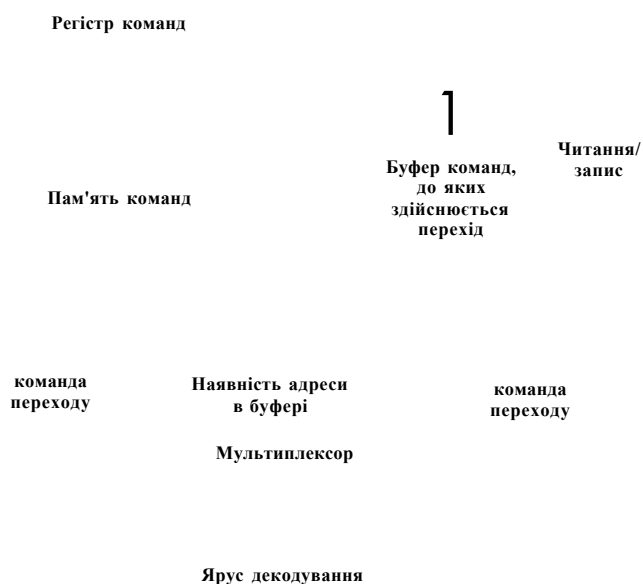 Регістр команд
1
Буфер команд,
до яких
здійснюється
перехід
Читання/
запис
Пам'ять команд
команда
переходу
Наявність адреси
в буфері
команда
переходу
Мультиплексор
Ярус декодування